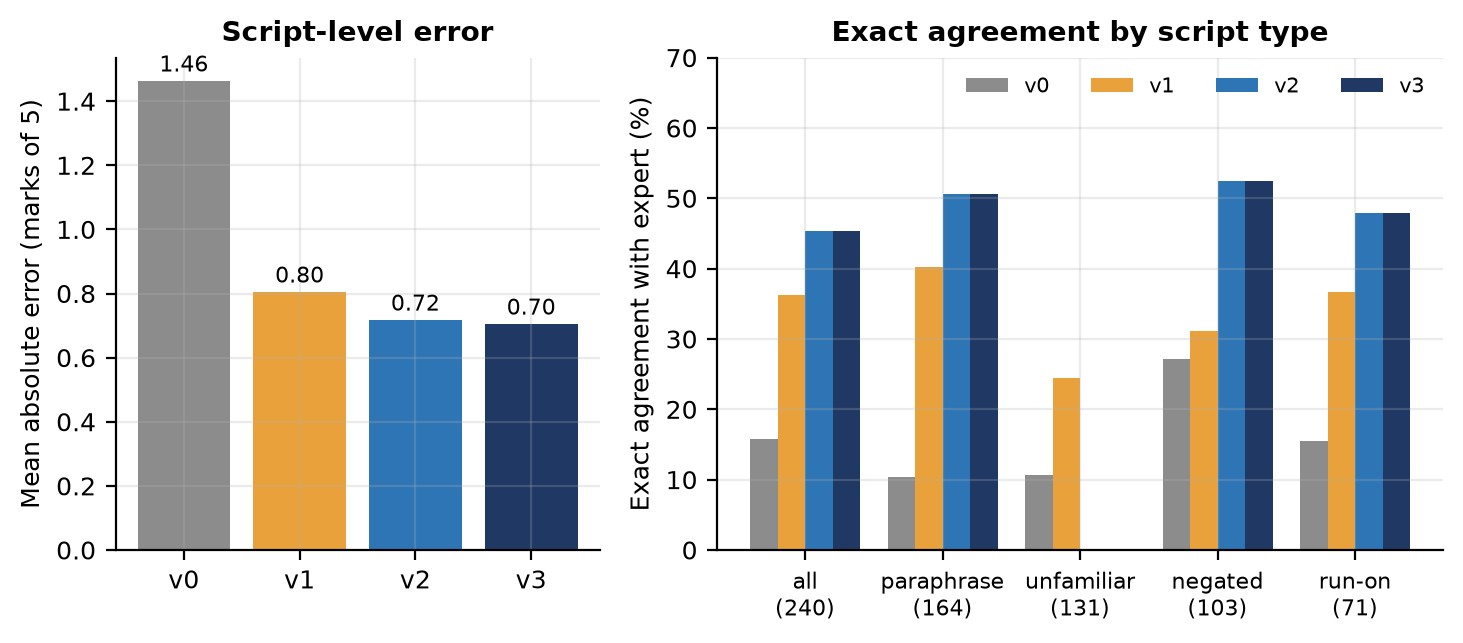 Script-level error
Mean absolute error (marks of 5)
1.4
1.2
1.0
0.8
0.6
0.4
0.2
0.0
1.46
0.80
0.72
0.70
v0
v1
v2
v3
Exact agreement by script type
Exact agreement with expert (%)
70
60
50
40
30
20
10
0
v0 v1 v2 v3
all paraphrase unfamiliar negated run-on
(240) (164) (131) (103) (71)